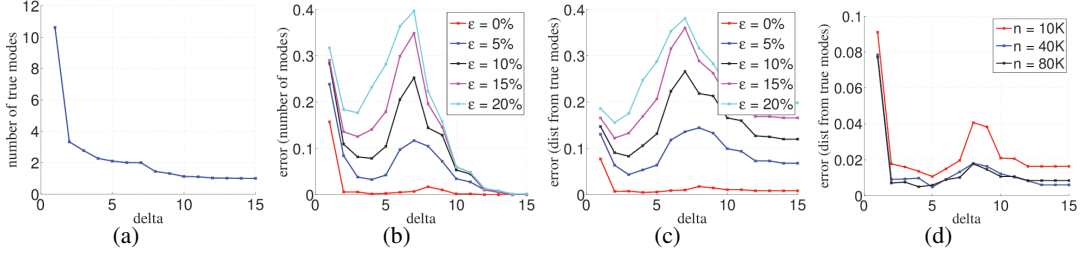 12
10
8
6
4
2
0
0
5
10
15
number of true modes
delta
(a)
0.4
0.3
0.2
0.1
0
0
5
10
15
error (number of modes)
delta
ε = 0%
ε = 5%
ε = 10%
ε = 15%
ε = 20%
(b)
0.4
0.3
0.2
0.1
0
0
5
10
15
error (dist from true modes)
delta
ε = 0%
ε = 5%
ε = 10%
ε = 15%
ε = 20%
(c)
0.1
0.08
0.06
0.04
0.02
0
0
5
10
15
error (dist from true modes)
delta
n = 10K
n = 40K
n = 80K
(d)